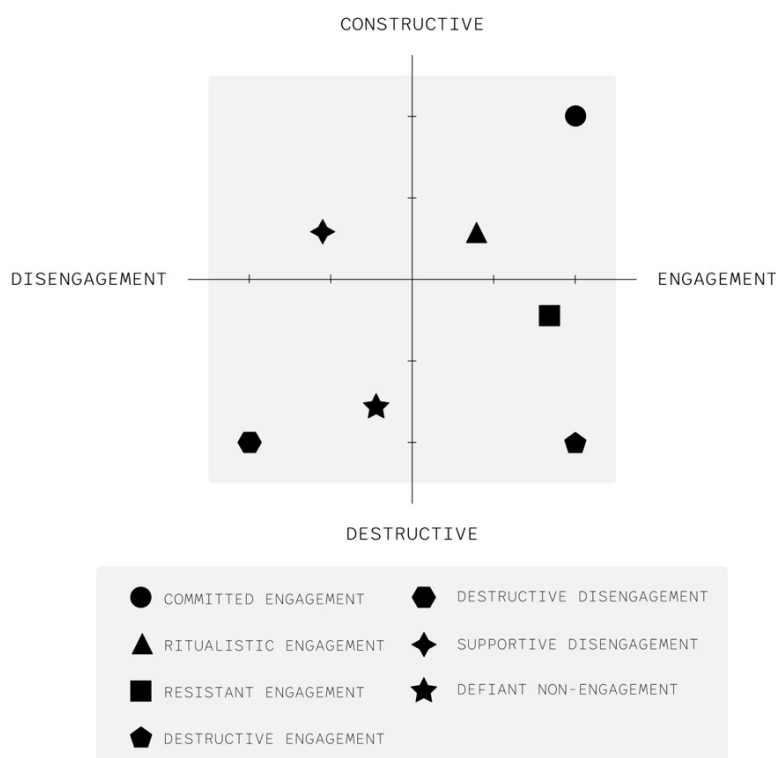 CONSTRUCTIVE
DISENGAGEMENT
ENGAGEMENT
DESTRUCTIVE
COMMITTED ENGAGEMENT
RITUALISTIC ENGAGEMENT
RESISTANT ENGAGEMENT
DESTRUCTIVE ENGAGEMENT
DESTRUCTIVE DISENGAGEMENT
SUPPORTIVE DISENGAGEMENT
DEFIANT NON-ENGAGEMENT